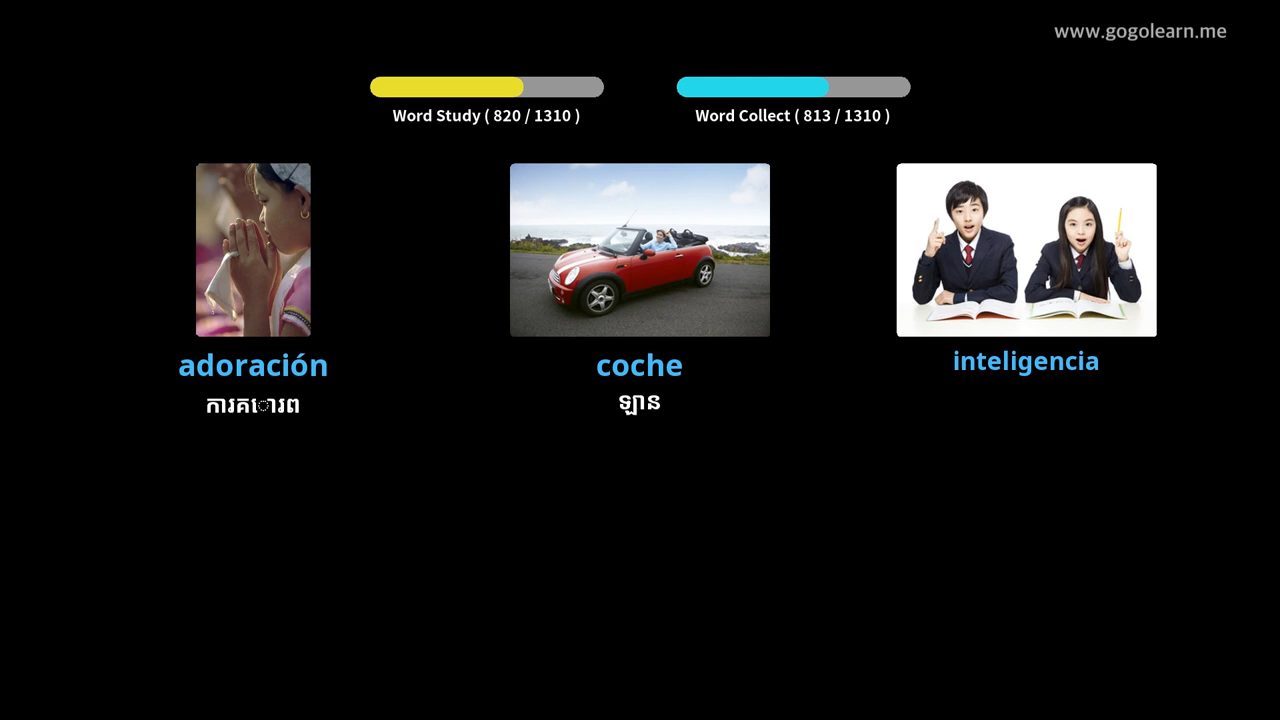 www.gogolearn.me
Word Study ( 820 / 1310 )
Word Collect ( 813 / 1310 )
adoración
coche
inteligencia
ការគោរព
ឡាន